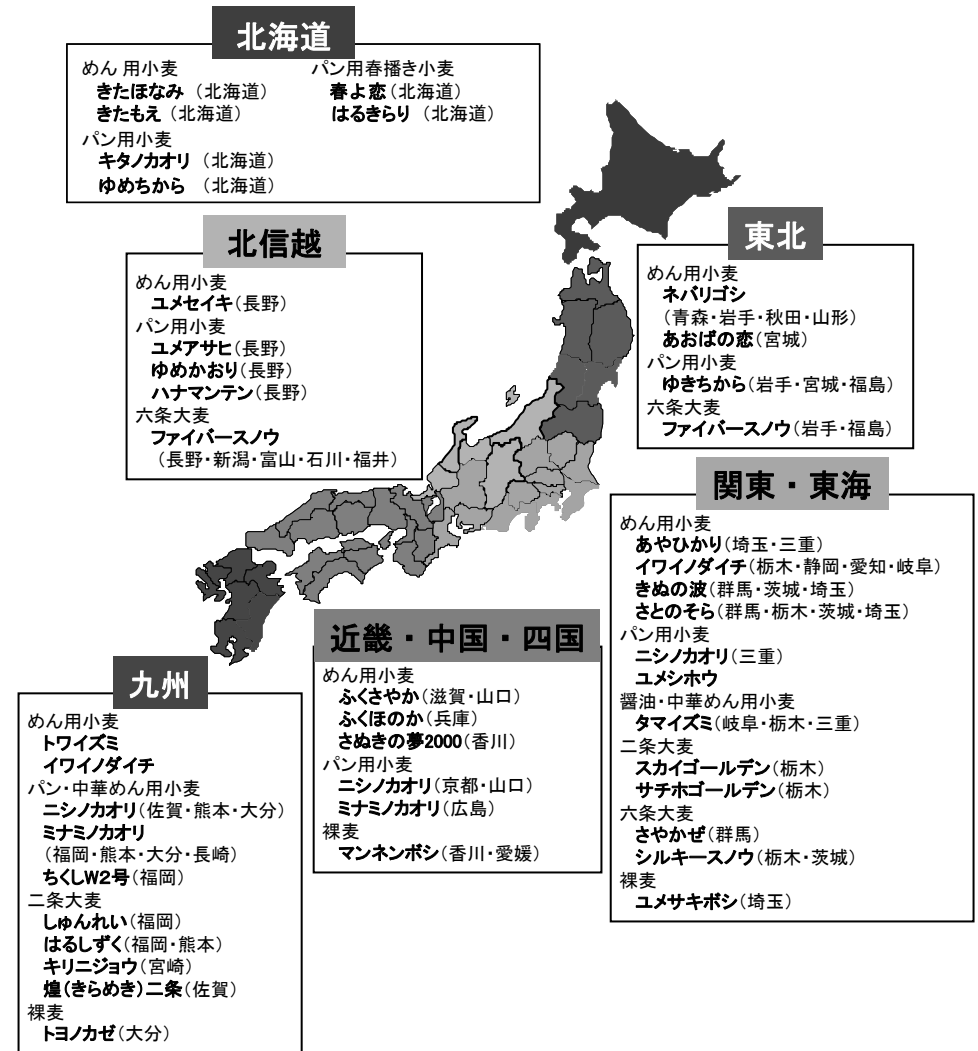 北海道
めん 用小麦
きたほなみ （北海道）
きたもえ （北海道）
パン用小麦
キタノカオリ （北海道）
ゆめちから （北海道）
パン用春播き小麦
春よ恋（北海道）
はるきらり （北海道）
北信越
めん用小麦
ユメセイキ（長野）
パン用小麦
ユメアサヒ（長野）
ゆめかおり（長野）
ハナマンテン（長野）
六条大麦
ファイバースノウ
（長野・新潟・富山・石川・福井）
東北
めん用小麦
ネバリゴシ
（青森・岩手・秋田・山形）
あおばの恋（宮城）
パン用小麦
ゆきちから（岩手・宮城・福島）
六条大麦
ファイバースノウ（岩手・福島）
関東・東海
めん用小麦
あやひかり（埼玉・三重）
イワイノダイチ（栃木・静岡・愛知・岐阜）
きぬの波（群馬・茨城・埼玉）
さとのそら（群馬・栃木・茨城・埼玉）
パン用小麦
ニシノカオリ（三重）
ユメシホウ
醤油・中華めん用小麦
タマイズミ（岐阜・栃木・三重）
二条大麦
スカイゴールデン（栃木）
サチホゴールデン（栃木）
六条大麦
さやかぜ（群馬）
シルキースノウ（栃木・茨城）
裸麦
ユメサキボシ（埼玉）
近畿・中国・四国
めん用小麦
ふくさやか（滋賀・山口）
ふくほのか（兵庫）
さぬきの夢2000（香川）
パン用小麦
ニシノカオリ（京都・山口）
ミナミノカオリ（広島）
裸麦
マンネンボシ（香川・愛媛）
九州
めん用小麦
トワイズミ
イワイノダイチ
パン・中華めん用小麦
ニシノカオリ（佐賀・熊本・大分）
ミナミノカオリ
（福岡・熊本・大分・長崎）
ちくしW2号（福岡）
二条大麦
しゅんれい（福岡）
はるしずく（福岡・熊本）
キリニジョウ（宮崎）
煌（きらめき）二条（佐賀）
裸麦
トヨノカゼ（大分）